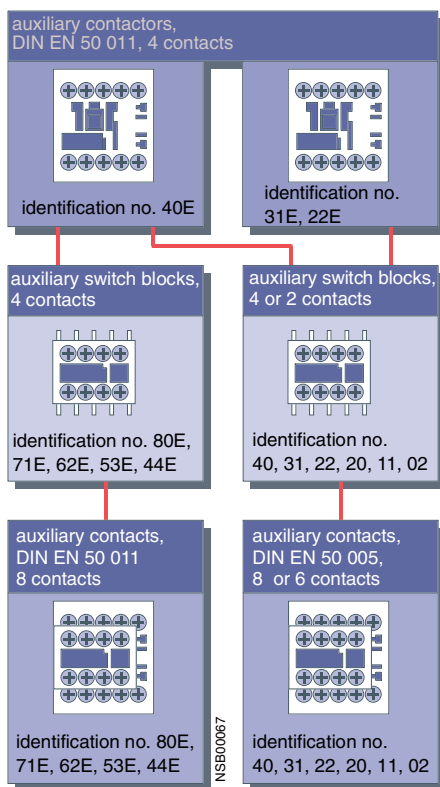 auxiliary contactors,
DIN EN 50 011, 4 contacts
identification no. 40E
identification no.
31E, 22E
auxiliary switch blocks,
4 contacts
identification no. 80E,
71E, 62E, 53E, 44E
auxiliary switch blocks,
4 or 2 contacts
identification no.
40, 31, 22, 20, 11, 02
auxiliary contacts,
DIN EN 50 011
8 contacts
identification no. 80E,
71E, 62E, 53E, 44E
NSB00067
auxiliary contacts,
DIN EN 50 005,
8 or 6 contacts
identification no.
40, 31, 22, 20, 11, 02